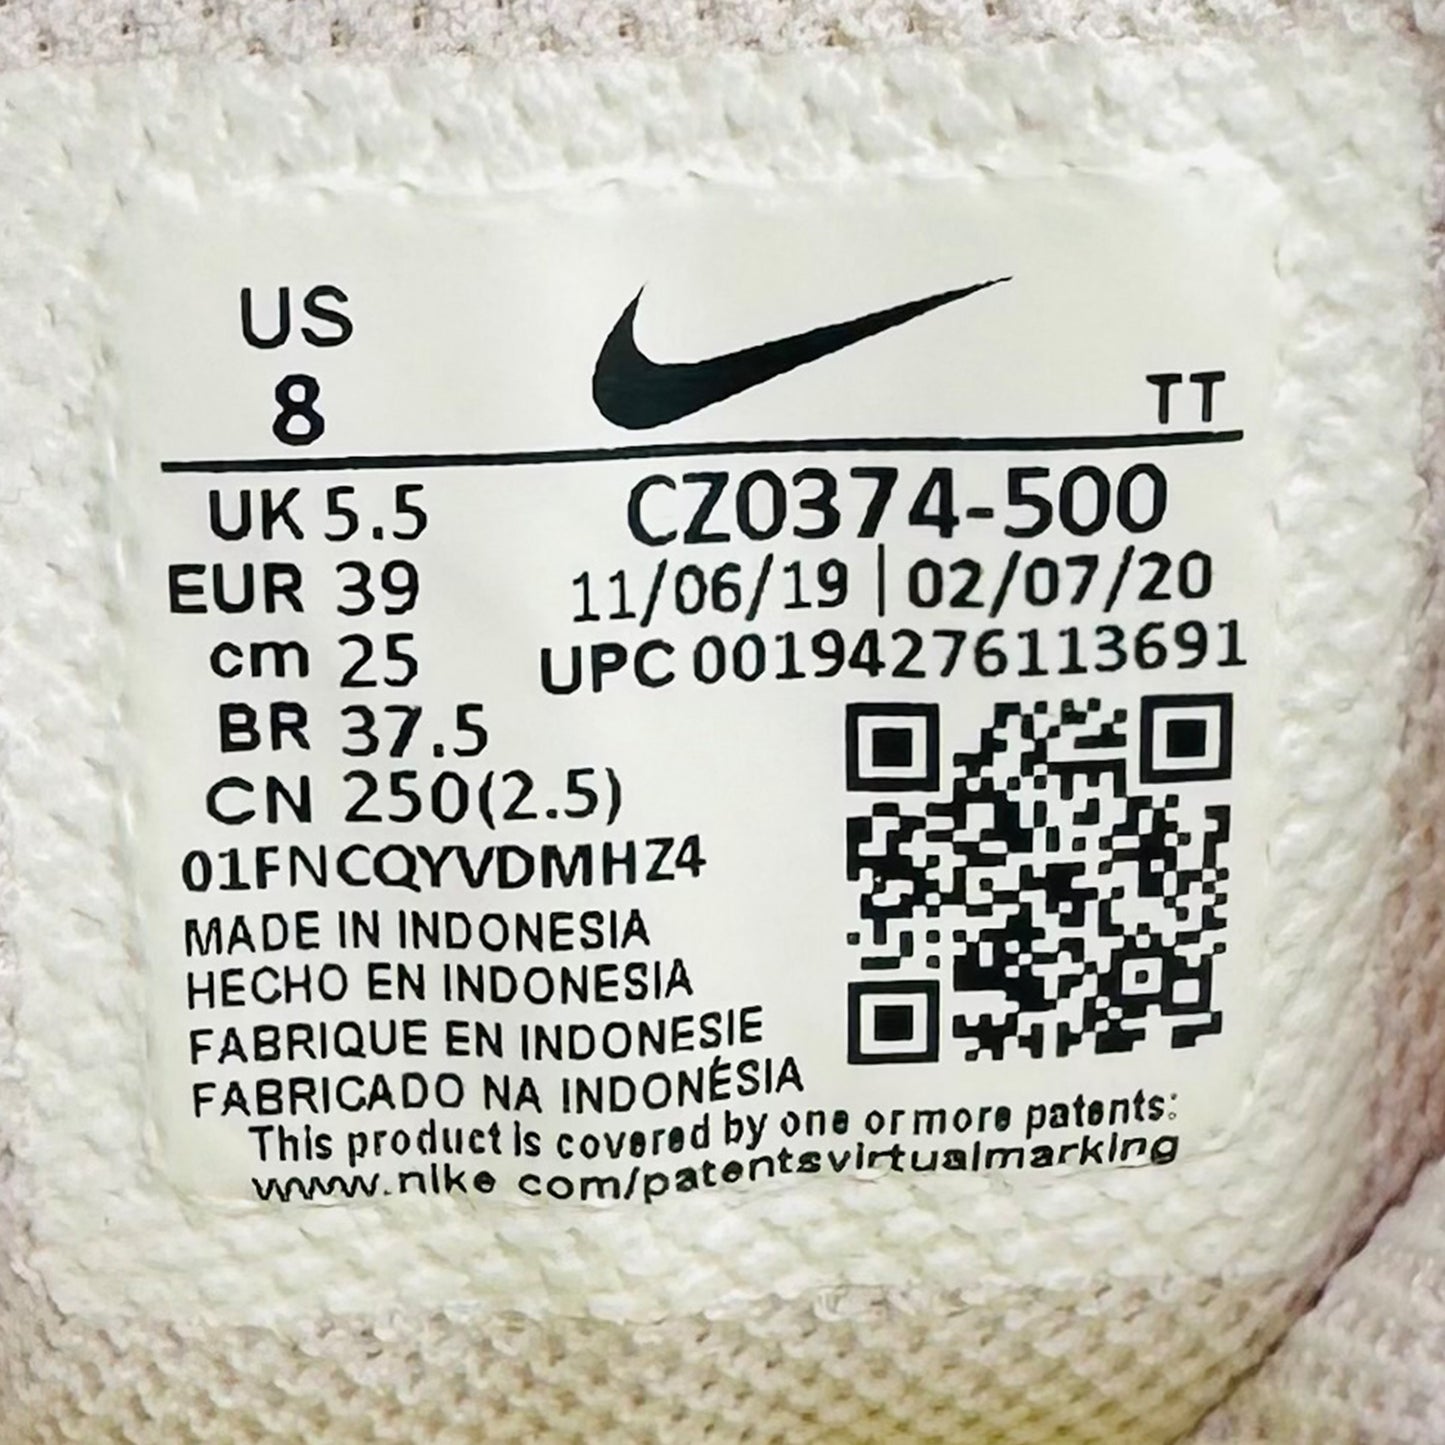 US
8
TT
UK 5.5
CZ0374-500
EUR 39
11/06/19 | 02/07/20
cm 25
UPC 00194276113691
BR 37.5
CN 250(2.5)
01FNCQYVDMHZ4
MADE IN INDONESIA
HECHO EN INDONESIA
FABRIQUE EN INDONESIE
FABRICADO NA INDONÉSIA
This product is covered by one or more patents:
www.nike com/patentsvirtualmarking